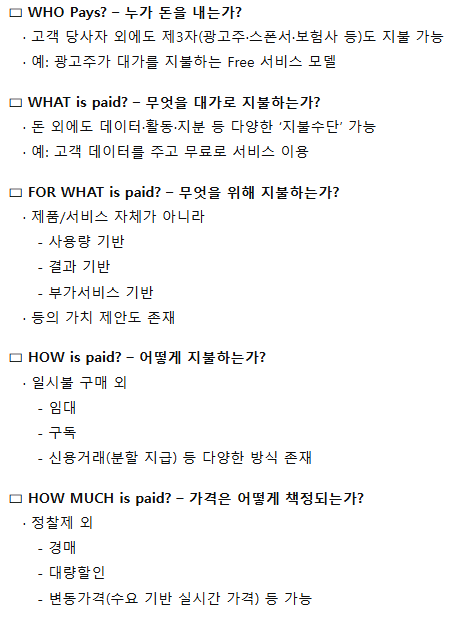 □ WHO Pays? – 누가 돈을 내는가?
· 고객 당사자 외에도 제3자(광고주·스폰서·보험사 등)도 지불 가능
· 예: 광고주가 대가를 지불하는 Free 서비스 모델
□ WHAT is paid? – 무엇을 대가로 지불하는가?
· 돈 외에도 데이터·활동·지분 등 다양한 ‘지불수단’ 가능
· 예: 고객 데이터를 주고 무료로 서비스 이용
□ FOR WHAT is paid? – 무엇을 위해 지불하는가?
· 제품/서비스 자체가 아니라
- 사용량 기반
- 결과 기반
- 부가서비스 기반
· 등의 가치 제안도 존재
□ HOW is paid? – 어떻게 지불하는가?
· 일시불 구매 외
- 임대
- 구독
- 신용거래(분할 지급) 등 다양한 방식 존재
□ HOW MUCH is paid? – 가격은 어떻게 책정되는가?
· 정찰제 외
- 경매
- 대량할인
- 변동가격(수요 기반 실시간 가격) 등 가능